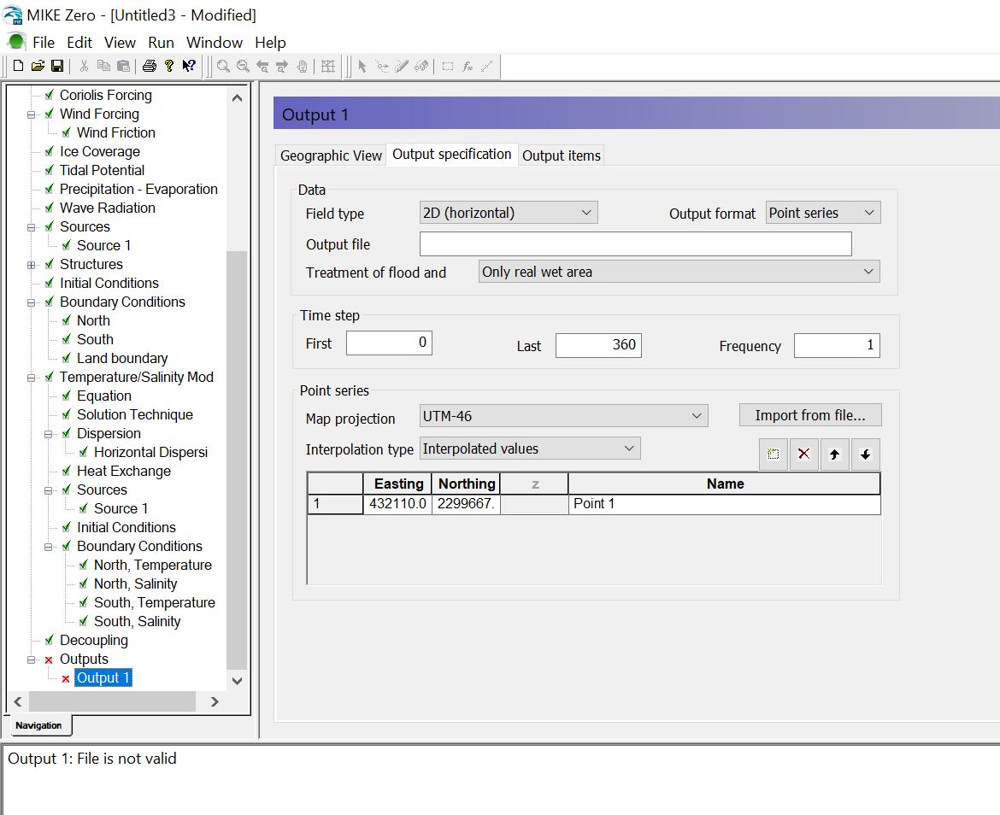 MIKE Zero - [Untitled3 - Modified]
File Edit View Run Window Help
Coriolis Forcing
Wind Forcing
Wind Friction
Ice Coverage
Tidal Potential
Precipitation - Evaporation
Wave Radiation
Sources
Source 1
Structures
Initial Conditions
Boundary Conditions
North
South
Land boundary
Temperature/Salinity Mod
Equation
Solution Technique
Dispersion
Horizontal Dispersi
Heat Exchange
Sources
Source 1
Initial Conditions
Boundary Conditions
North, Temperature
North, Salinity
South, Temperature
South, Salinity
Decoupling
Outputs
Output 1
Navigation
Output 1
Geographic View Output specification Output items
Data
Field type 2D (horizontal) Output format Point series
Output file
Treatment of flood and Only real wet area
Time step
First 0 Last 360 Frequency 1
Point series
Map projection UTM-46 Import from file...
Interpolation type Interpolated values
Easting Northing z Name
1 432110.0 2299667. Point 1
Output 1: File is not valid